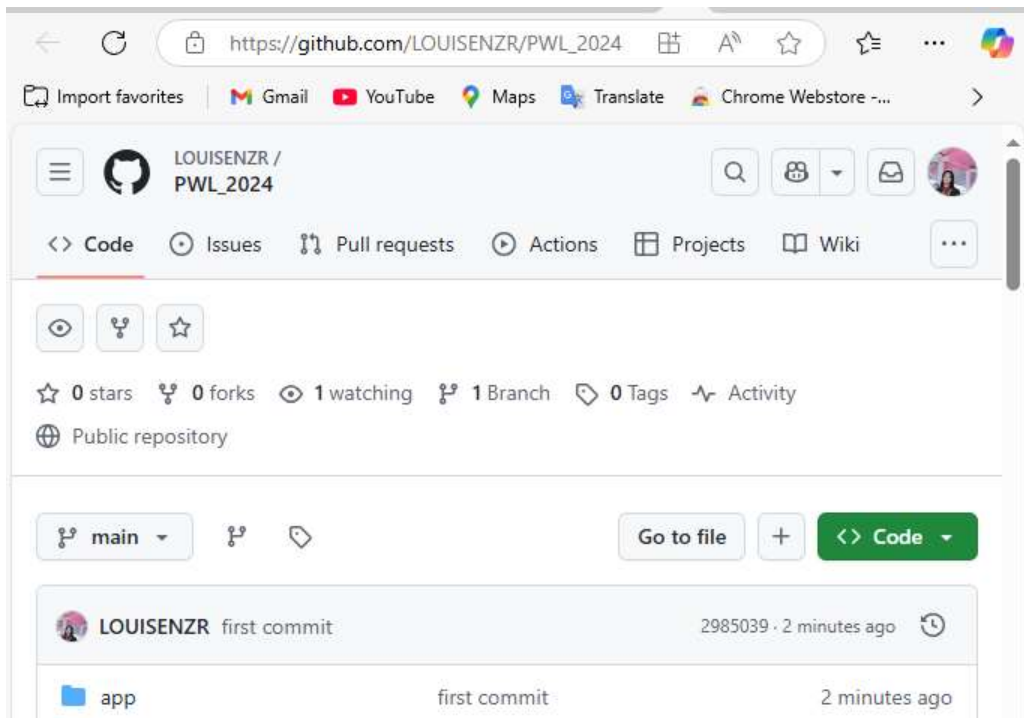 https://github.com/LOUISENZR/PWL_2024
Import favorites Gmail YouTube Maps Translate Chrome Webstore -...
LOUISENZR /
PWL_2024
Code Issues Pull requests Actions Projects Wiki
0 stars 0 forks 1 watching 1 Branch 0 Tags Activity
Public repository
main Go to file Code
LOUISENZR first commit 2985039 · 2 minutes ago
app first commit 2 minutes ago